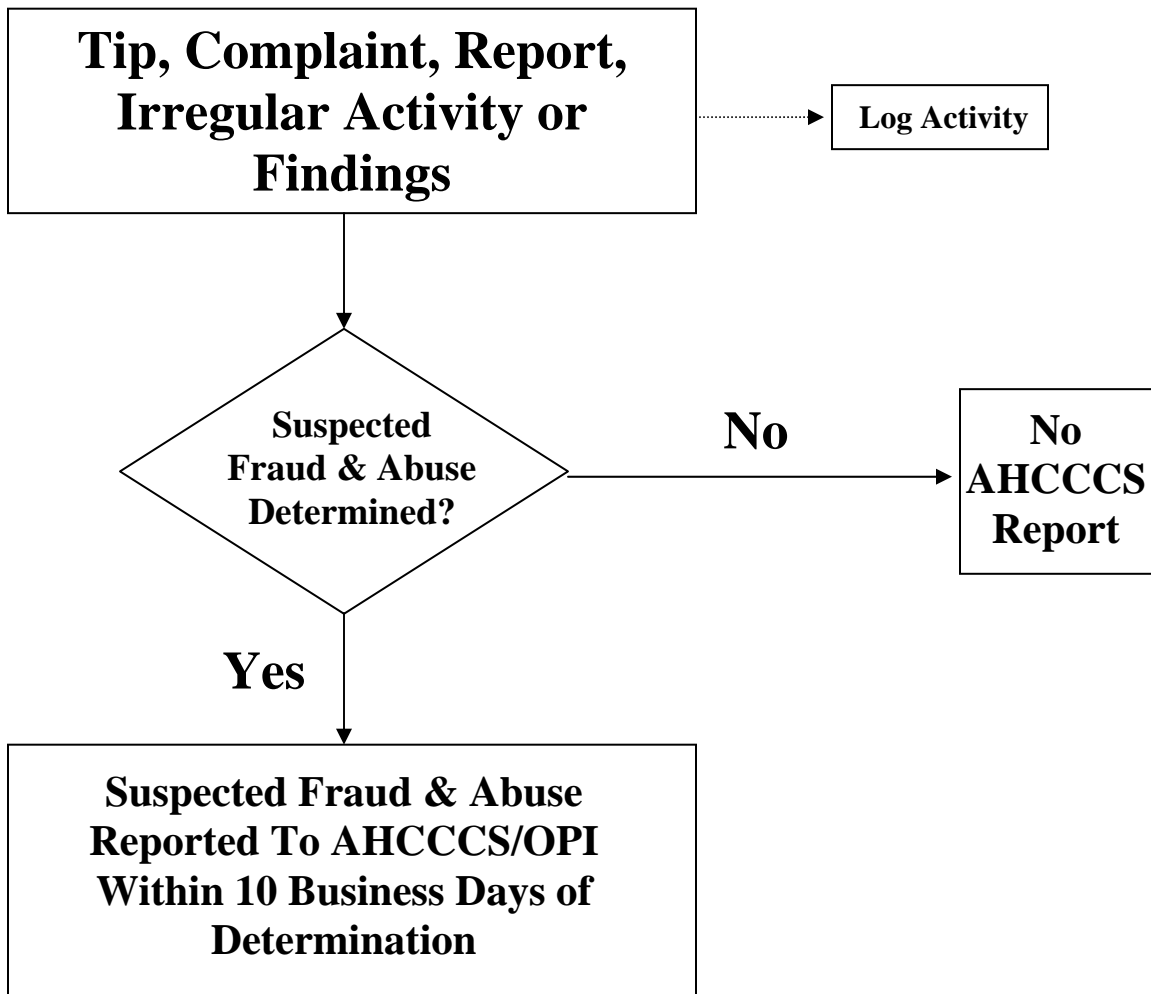 Tip, Complaint, Report,
Irregular Activity or
Findings
Log Activity
Suspected
Fraud & Abuse
Determined?
No
No
AHCCCS
Report
Yes
Suspected Fraud & Abuse
Reported To AHCCCS/OPI
Within 10 Business Days of
Determination